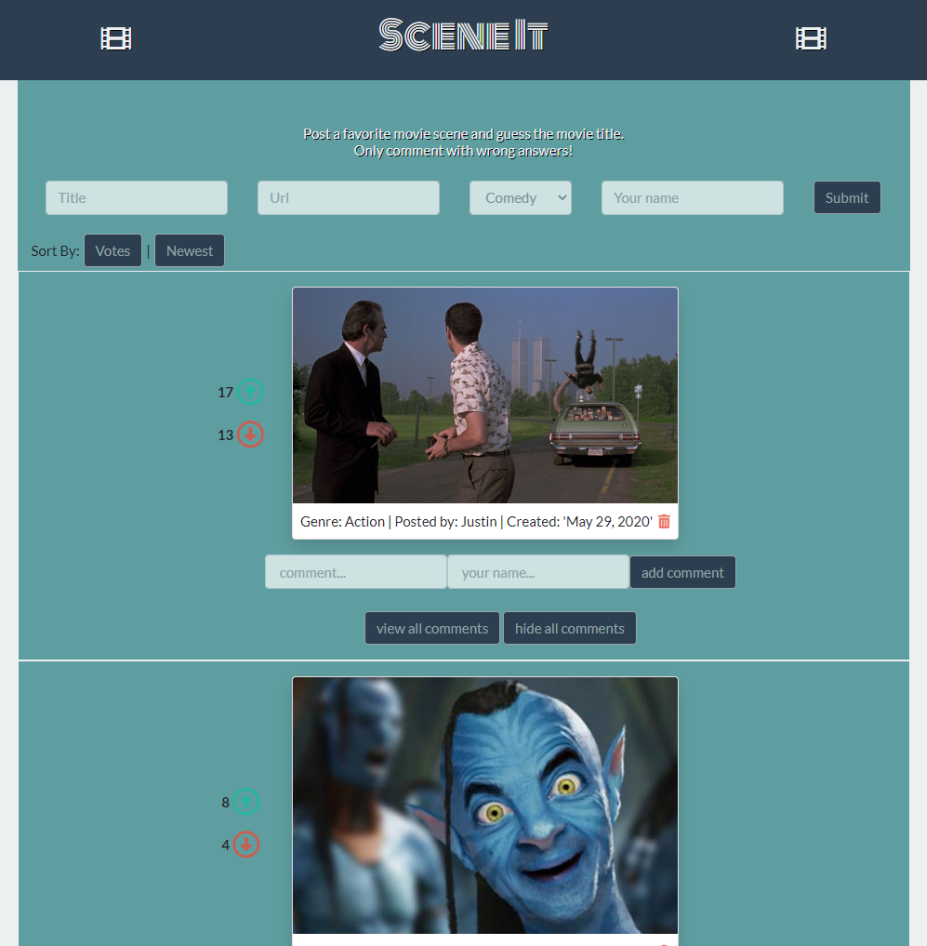 SCENE IT
Post a favorite movie scene and guess the movie title.
Only comment with wrong answers!
Title Url Comedy Your name Submit
Sort By: Votes | Newest
17
13
Genre: Action | Posted by: Justin | Created: 'May 29, 2020'
comment... your name... add comment
view all comments hide all comments
8
4